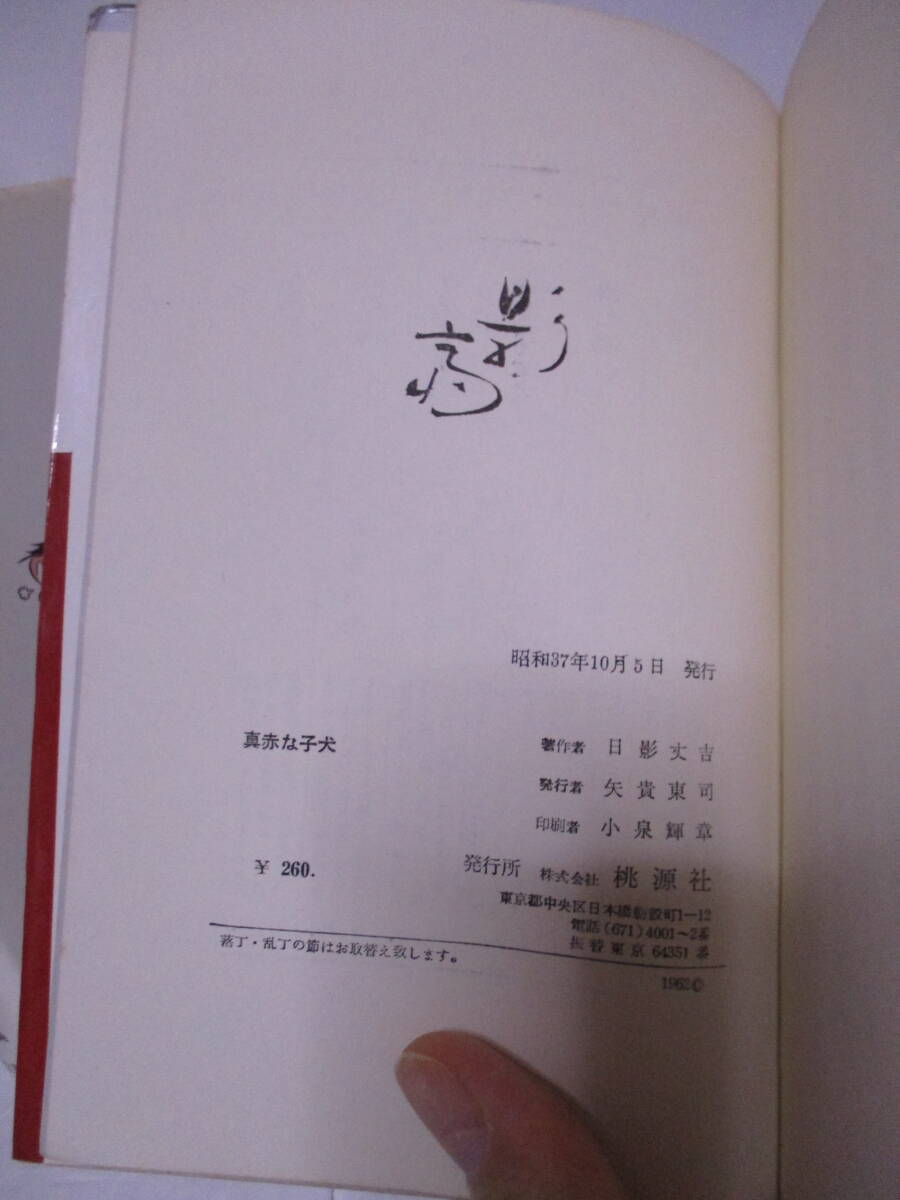 影
昭和37年10月5日 発行
真赤な子犬
著作者 日影丈吉
発行者 矢貴東司
印刷者 小泉輝章
¥ 260.
発行所 株式会社 桃源社
東京都中央区日本橋蛎殻町1—12
電話(671)4001~2番
振替東京 64351番
落丁・乱丁の節はお取替え致します。
1962©